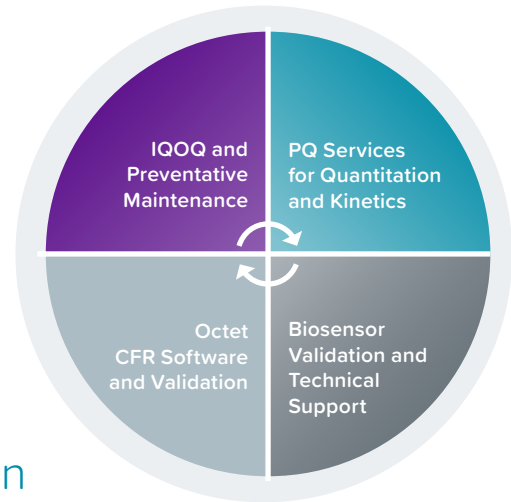 IQOQ and
Preventative
Maintenance
PQ Services
for Quantitation
and Kinetics
Octet
CFR Software
and Validation
Biosensor
Validation and
Technical
Support
n